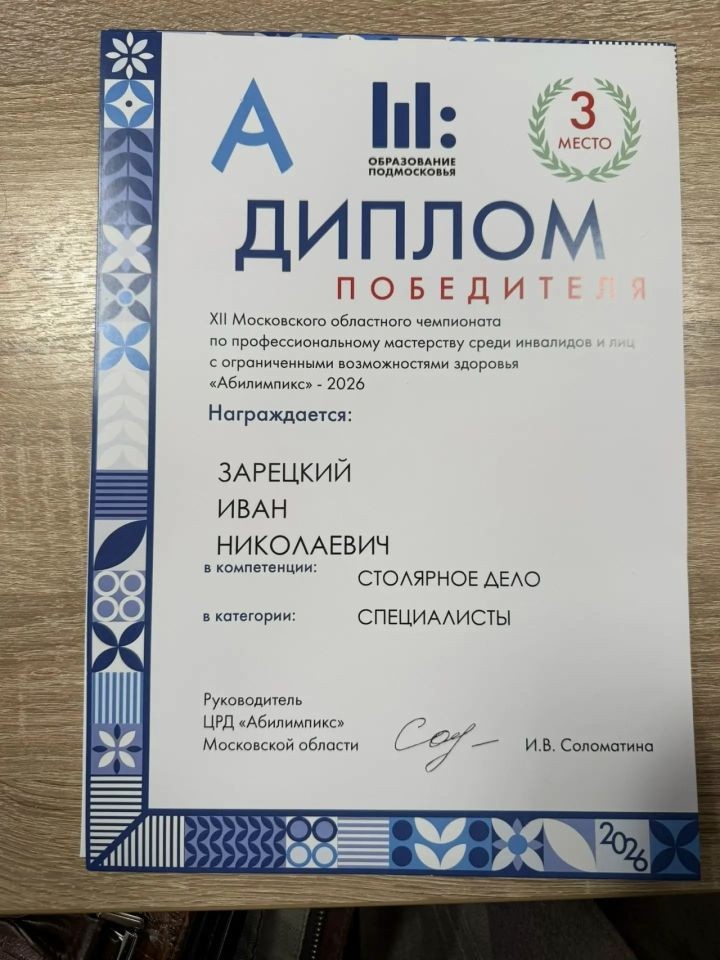 А
ОБРАЗОВАНИЕ
ПОДМОСКОВЬЯ
3
МЕСТО
ДИПЛОМ
ПОБЕДИТЕЛЯ
XII Московского областного чемпионата
по профессиональному мастерству среди инвалидов и лиц
с ограниченными возможностями здоровья
«Абилимпикс» - 2026
Награждается:
ЗАРЕЦКИЙ
ИВАН
НИКОЛАЕВИЧ
в компетенции: СТОЛЯРНОЕ ДЕЛО
в категории: СПЕЦИАЛИСТЫ
Руководитель
ЦРД «Абилимпикс»
Московской области И.В. Соломатина
2026